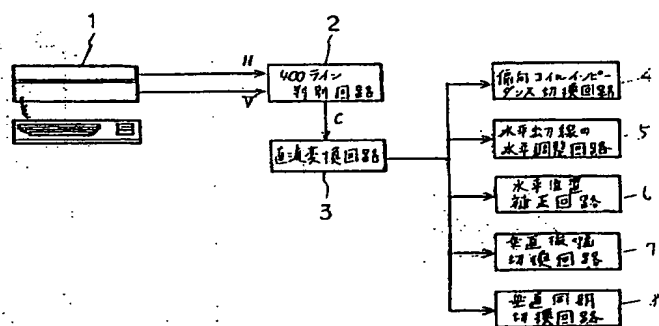 1
H
V
2
400ライン
判別回路
C
直流変換回路
3
偏向コイルインピー
ダンス切換回路
4
水平出力線の
水平調整回路
5
水平位置
補正回路
6
垂直振幅
切換回路
7
垂直同期
切換回路
8